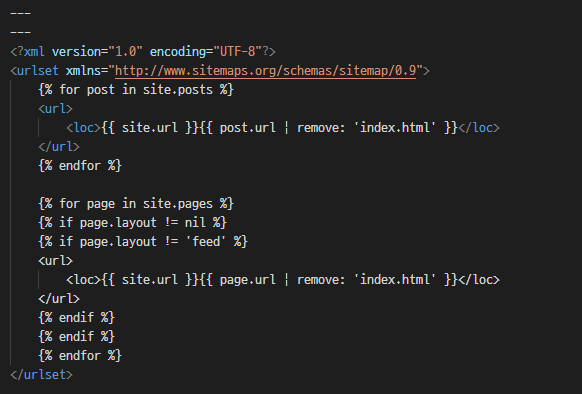 ---
---
<?xml version="1.0" encoding="UTF-8"?>
<urlset xmlns="http://www.sitemaps.org/schemas/sitemap/0.9">
    {% for post in site.posts %}
    <url>
        <loc>{{ site.url }}{{ post.url | remove: 'index.html' }}</loc>
    </url>
    {% endfor %}

    {% for page in site.pages %}
    {% if page.layout != nil %}
    {% if page.layout != 'feed' %}
    <url>
        <loc>{{ site.url }}{{ page.url | remove: 'index.html' }}</loc>
    </url>
    {% endif %}
    {% endif %}
    {% endfor %}
</urlset>